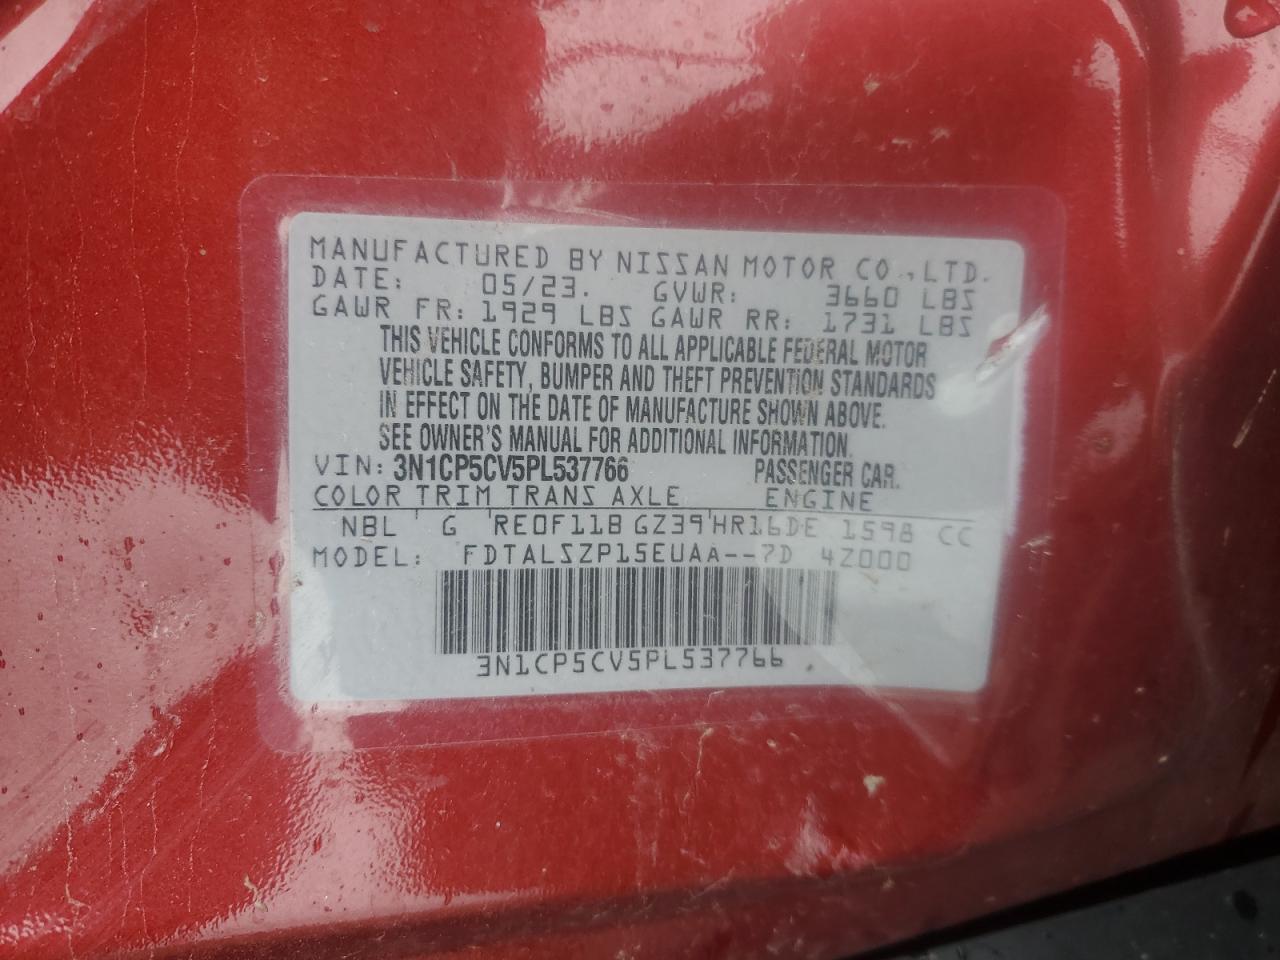 MANUFACTURED BY NISSAN MOTOR CO.,LTD.
DATE: 05/23. GVWR: 3660 LBS
GAWR FR: 1929 LBS GAWR RR: 1731 LBS
THIS VEHICLE CONFORMS TO ALL APPLICABLE FEDERAL MOTOR
VEHICLE SAFETY, BUMPER AND THEFT PREVENTION STANDARDS
IN EFFECT ON THE DATE OF MANUFACTURE SHOWN ABOVE.
SEE OWNER'S MANUAL FOR ADDITIONAL INFORMATION.
VIN: 3N1CP5CV5PL537766 PASSENGER CAR.
COLOR TRIM TRANS AXLE ENGINE
NBL G RE0F11B GZ39 HR16DE 1598 CC
MODEL: FDTALSZP15EUAA--7D 4Z000
3N1CP5CV5PL537766